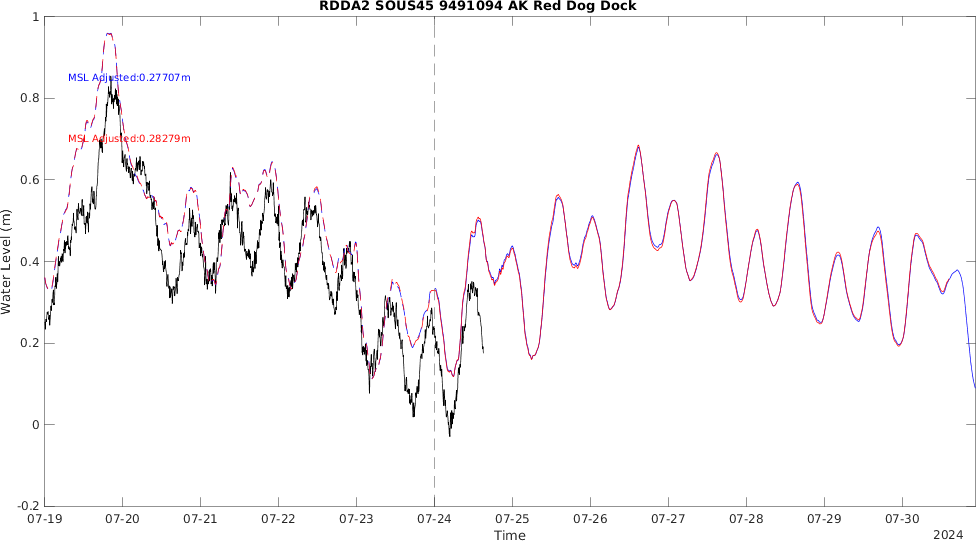 RDDA2 SOUS45 9491094 AK Red Dog Dock
1
MSL Adjusted:0.27707m
0.8
MSL Adjusted:0.28279m
0.6
0.4
0.2
0
-0.2
Water Level (m)
07-19 07-20 07-21 07-22 07-23 07-24 07-25 07-26 07-27 07-28 07-29 07-30
Time
2024